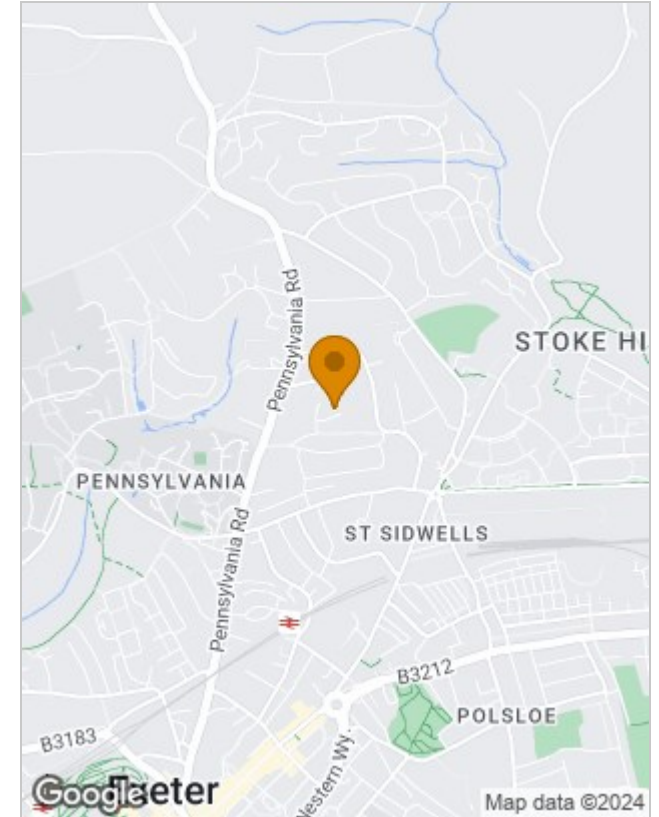 Pennsylvania Rd
STOKE HI
PENNSYLVANIA
ST SIDWELLS
Pennsylvania Rd
B3212
POLSLOE
B3183
Western Wy.
Exeter
Google
Map data ©2024